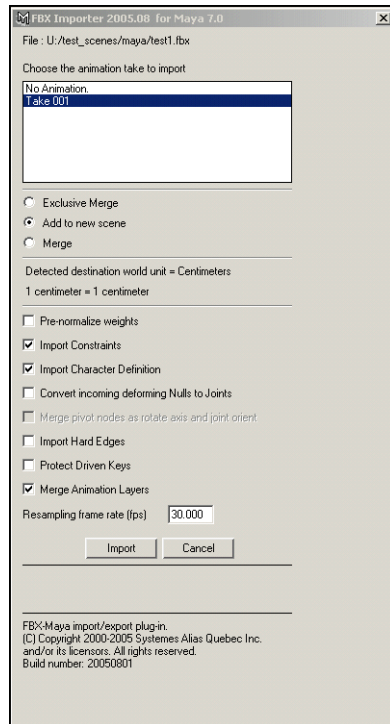 FBX Importer 2005.08 for Maya 7.0
File : U:/test_scenes/maya/test1.fbx
Choose the animation take to import
No Animation.
Take 001
Exclusive Merge
Add to new scene
Merge
Detected destination world unit = Centimeters
1 centimeter = 1 centimeter
Pre-normalize weights
Import Constraints
Import Character Definition
Convert incoming deforming Nulls to Joints
Merge pivot nodes as rotate axis and joint orient
Import Hard Edges
Protect Driven Keys
Merge Animation Layers
Resampling frame rate (fps) 30.000
Import Cancel
FBX-Maya import/export plug-in.
(C) Copyright 2000-2005 Systemes Alias Quebec Inc.
and/or its licensors. All rights reserved.
Build number: 20050801